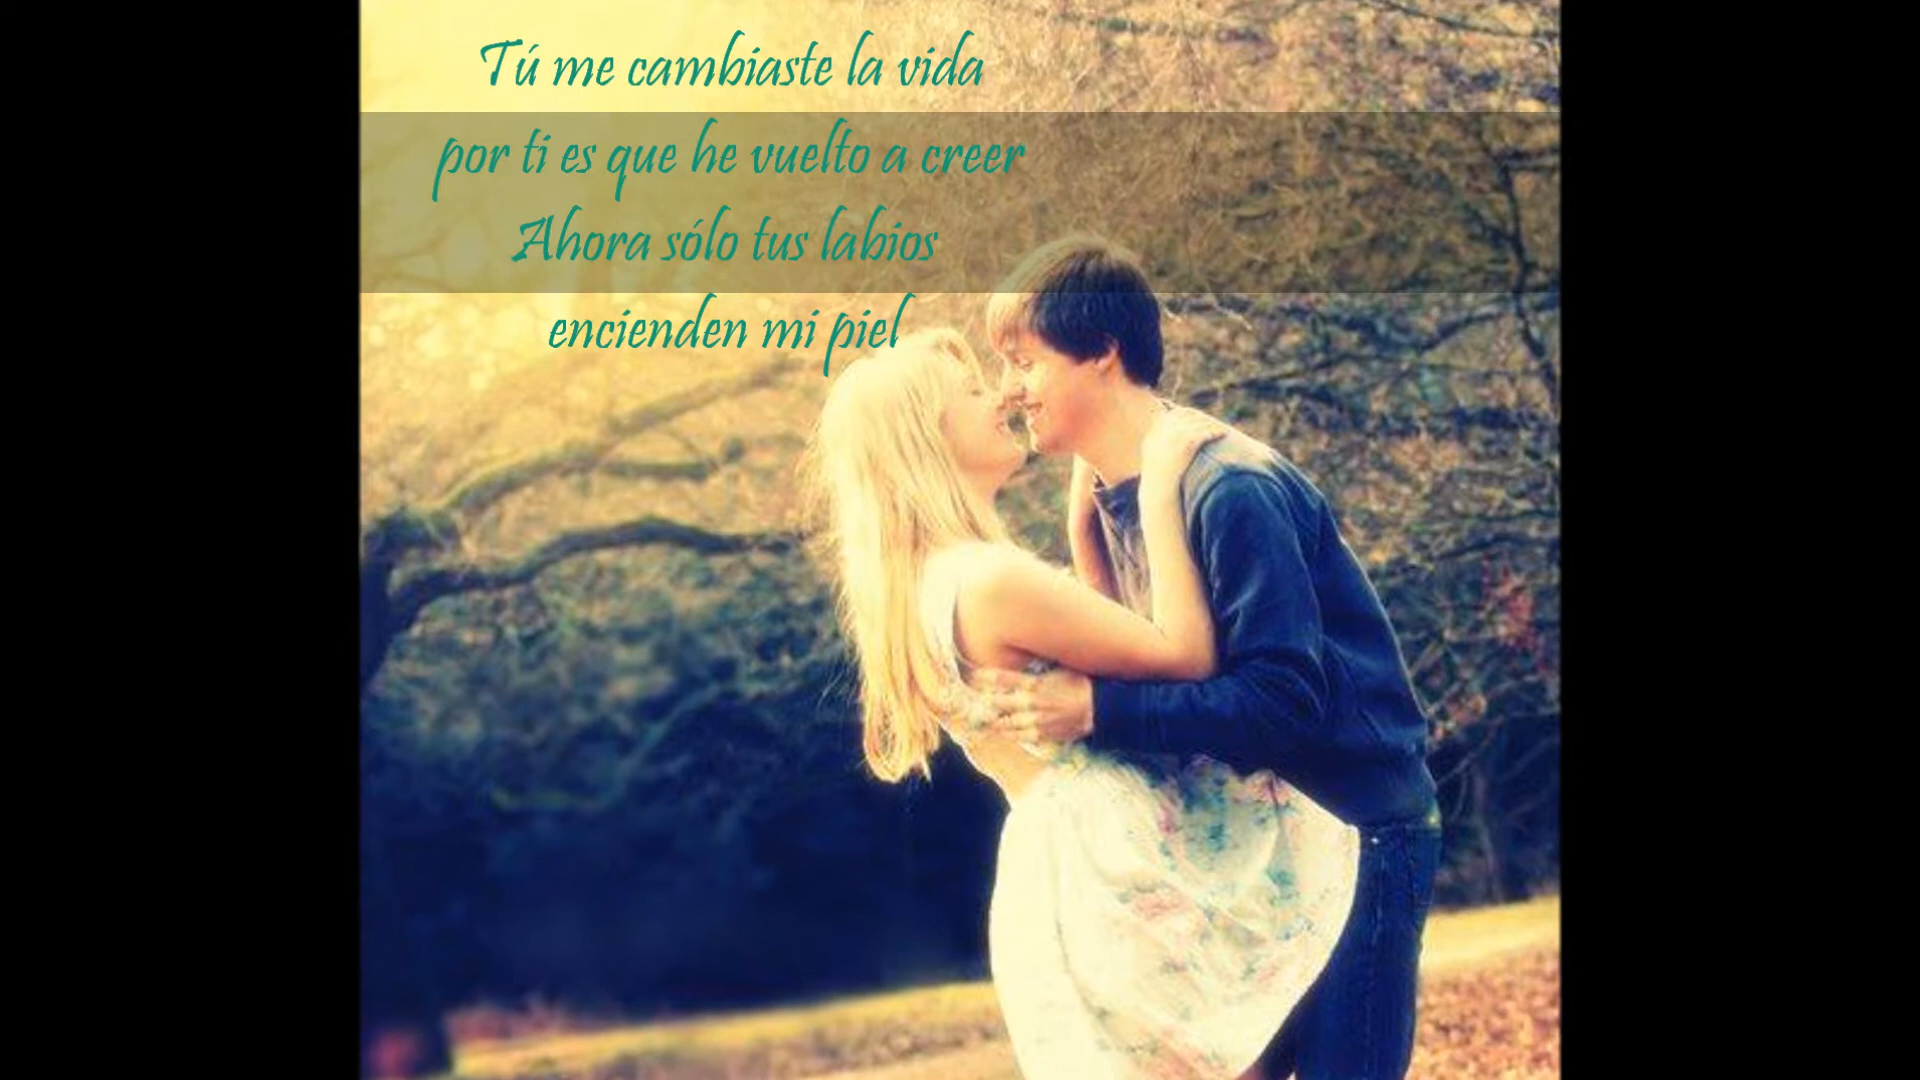 Tú me cambiaste la vida
por ti es que he vuelto a creer
Ahora sólo tus labios
encienden mi piel